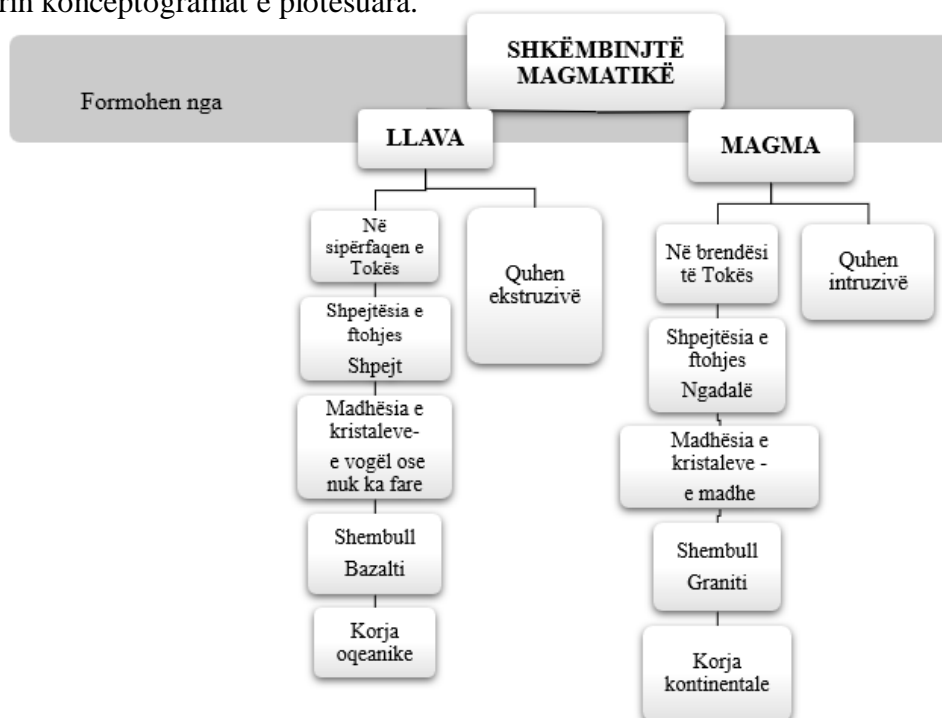 rin konceptogramat e plotësuara.
SHKËMBINJTË
MAGMATIKË
Formohen nga
LLAVA
MAGMA
Në
sipërfaqen e
Tokës
Quhen
ekstruzivë
Shpejtësia e
ftohjes
Shpejt
Madhësia e
kristaleve-
e vogël ose
nuk ka fare
Shembull
Bazalti
Korja
oqeanike
Në brendësi
të Tokës
Quhen
intruzivë
Shpejtësia e
ftohjes
Ngadalë
Madhësia e
kristaleve -
e madhe
Shembull
Graniti
Korja
kontinentale